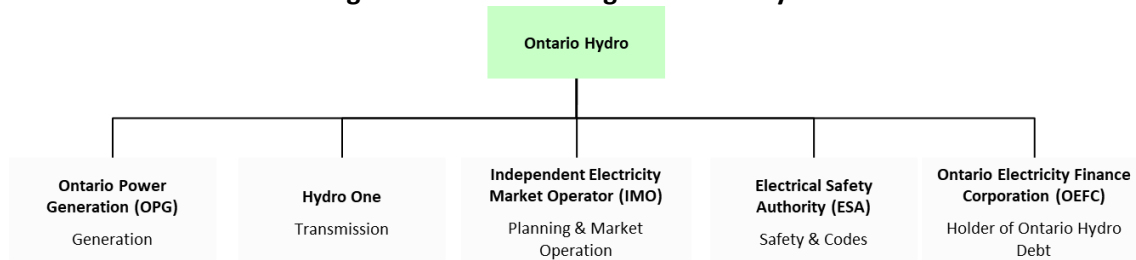 Ontario Hydro
Ontario Power
Generation (OPG)
Generation
Hydro One
Transmission
Independent Electricity
Market Operator (IMO)
Planning & Market
Operation
Electrical Safety
Authority (ESA)
Safety & Codes
Ontario Electricity Finance
Corporation (OEFC)
Holder of Ontario Hydro
Debt